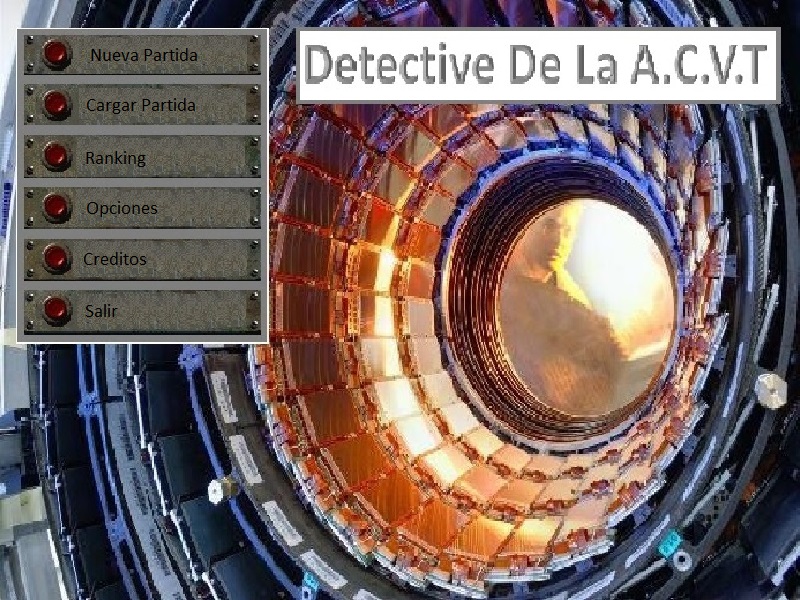 Detective De La A.C.V.T
Nueva Partida
Cargar Partida
Ranking
Opciones
Creditos
Salir